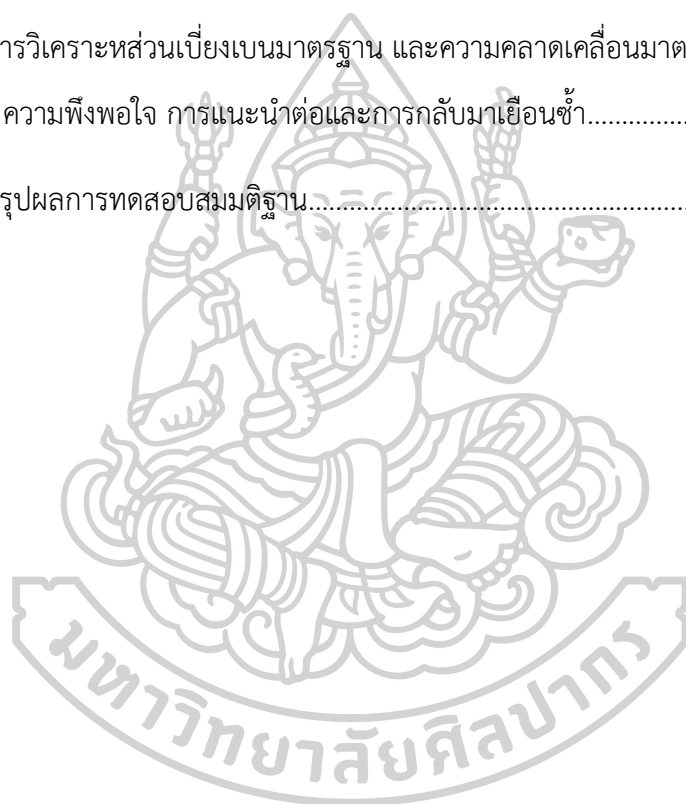 ารวิเคราะหส่วนเบี่ยงเบนมาตรฐาน และความคลาดเคลื่อนมาต
ความพึงพอใจ การแนะนำต่อและการกลับมาเยือนซ้ำ................
รุปผลการทดสอบสมมติฐาน............................................................
มหาวิทยาลัยศิลปากร